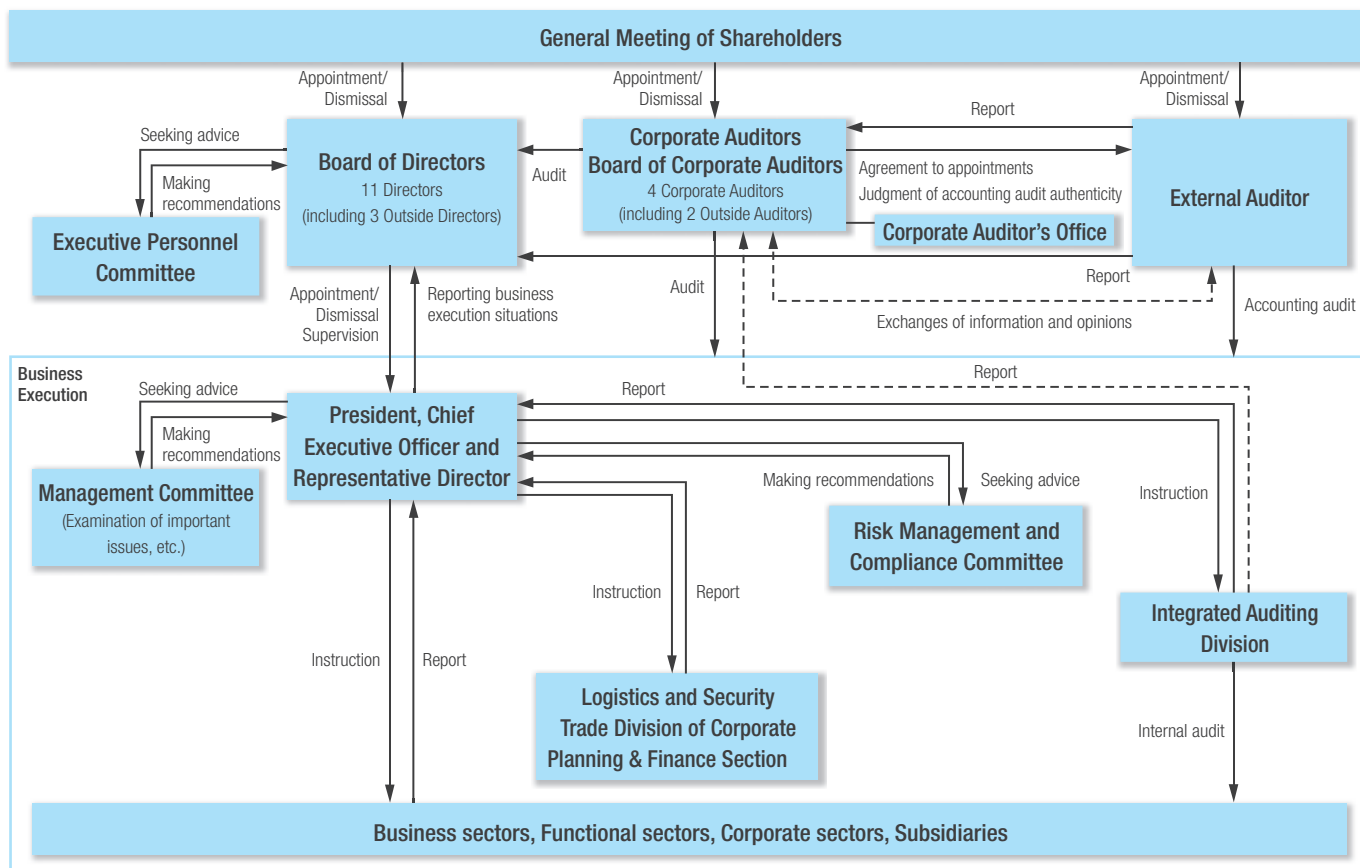 General Meeting of Shareholders
Appointment/
Dismissal
Appointment/
Dismissal
Appointment/
Dismissal
Seeking advice
Making
recommendations
Board of Directors
11 Directors
(including 3 Outside Directors)
Audit
Corporate Auditors
Board of Corporate Auditors
4 Corporate Auditors
(including 2 Outside Auditors)
Report
Agreement to appointments
Judgment of accounting audit authenticity
External Auditor
Corporate Auditor’s Office
Executive Personnel
Committee
Report
Appointment/
Dismissal
Supervision
Reporting business
execution situations
Audit
Exchanges of information and opinions
Accounting audit
Business
Execution
Seeking advice
Making
recommendations
Report
Report
President, Chief
Executive Officer and
Representative Director
Management Committee
(Examination of important
issues, etc.)
Making recommendations
Seeking advice
Instruction
Risk Management and
Compliance Committee
Instruction
Report
Integrated Auditing
Division
Instruction
Report
Logistics and Security
Trade Division of Corporate
Planning & Finance Section
Internal audit
Business sectors, Functional sectors, Corporate sectors, Subsidiaries